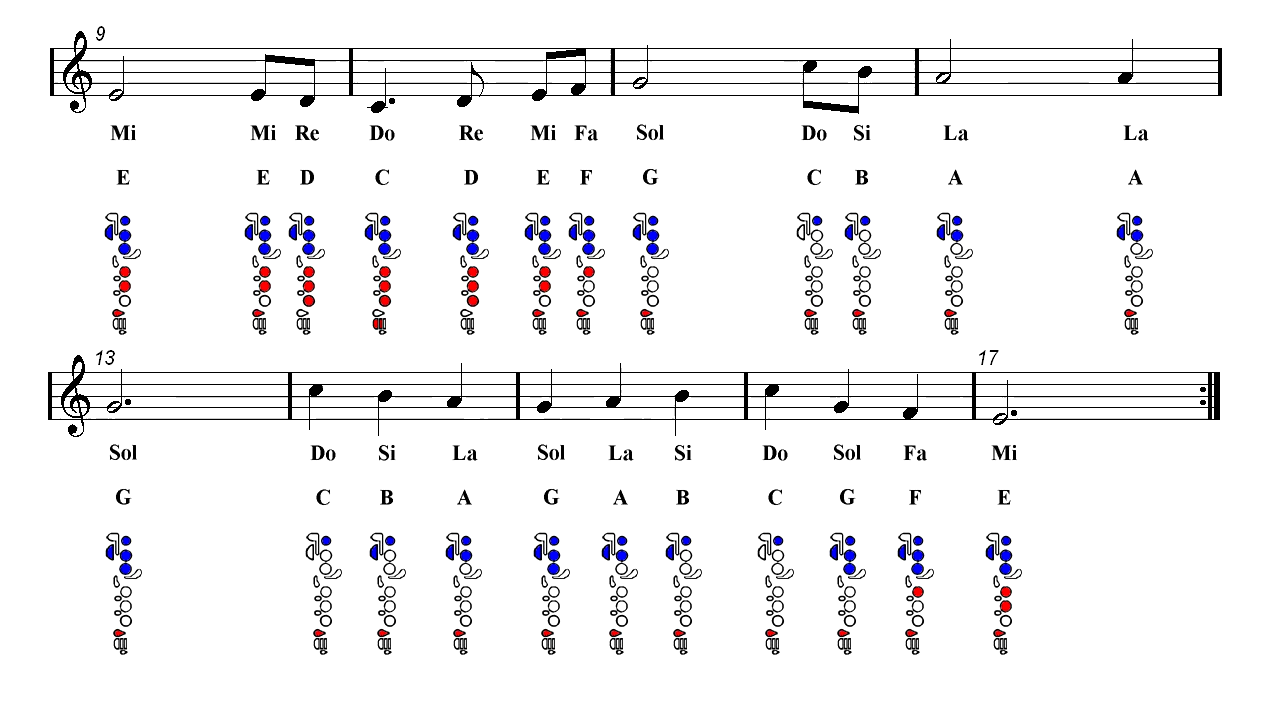 9
Mi Mi Re Do Re Mi Fa Sol Do Si La La
E E D C D E F G C B A A
13 17
Sol Do Si La Sol La Si Do Sol Fa Mi
G C B A G A B C G F E